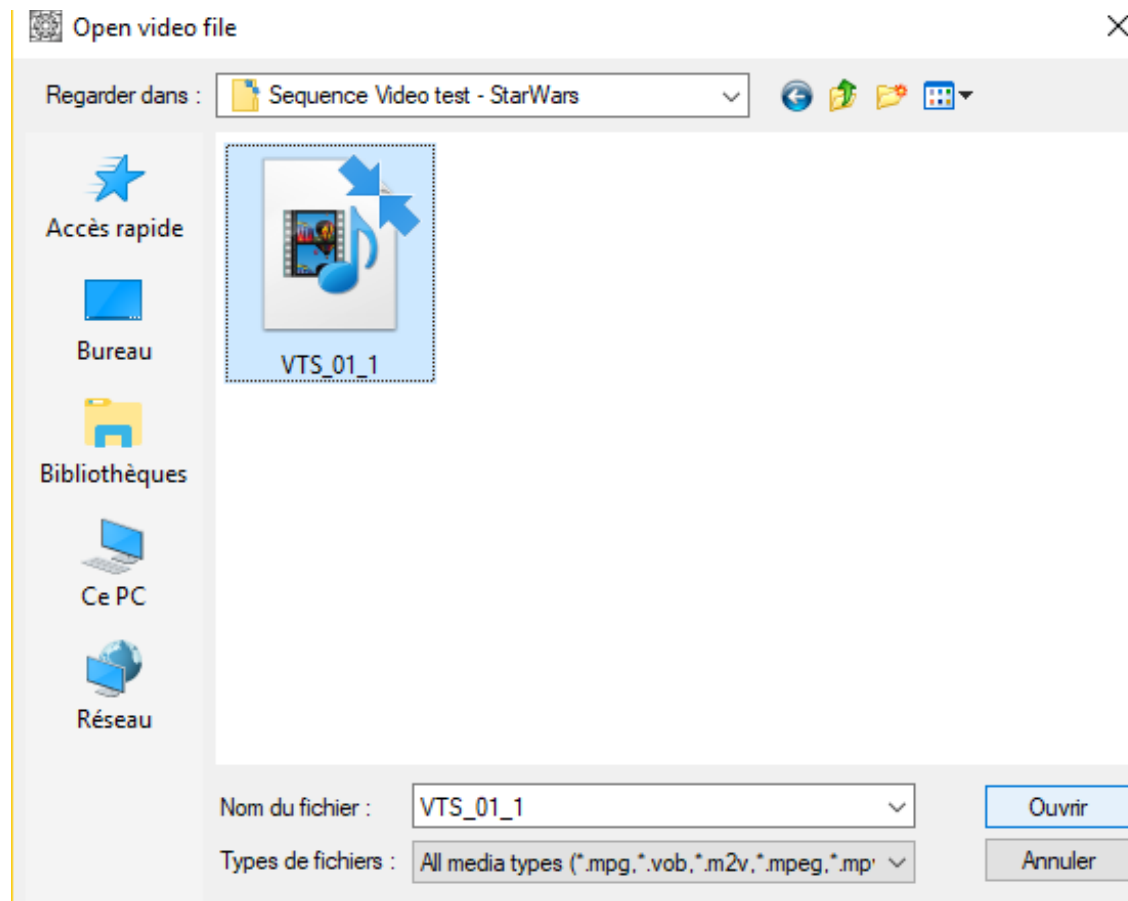 Open video file
Regarder dans :
Sequence Video test - StarWars
Accès rapide
Bureau
Bibliothèques
Ce PC
Réseau
VTS_01_1
Nom du fichier :
VTS_01_1
Ouvrir
Types de fichiers :
All media types (*.mpg,*.vob,*.m2v,*.mpeg,*.mp
Annuler